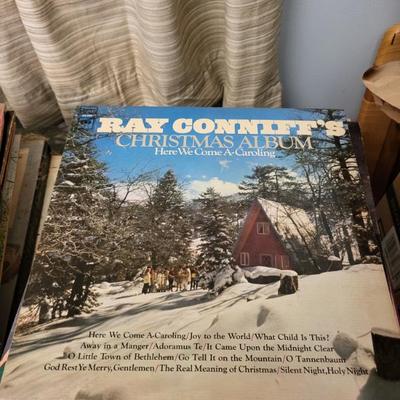 RAY CONNIFF'S
CHRISTMAS ALBUM
Here We Come A-Caroling
Here We Come A-Caroling/Joy to the World/What Child Is This?
Away in a Manger/Adoramus Te/It Came Upon the Midnight Clear
O Little Town of Bethlehem/Go Tell It on the Mountain/O Tannenbaum
God Rest Ye Merry, Gentlemen/The Real Meaning of Christmas/Silent Night, Holy Night